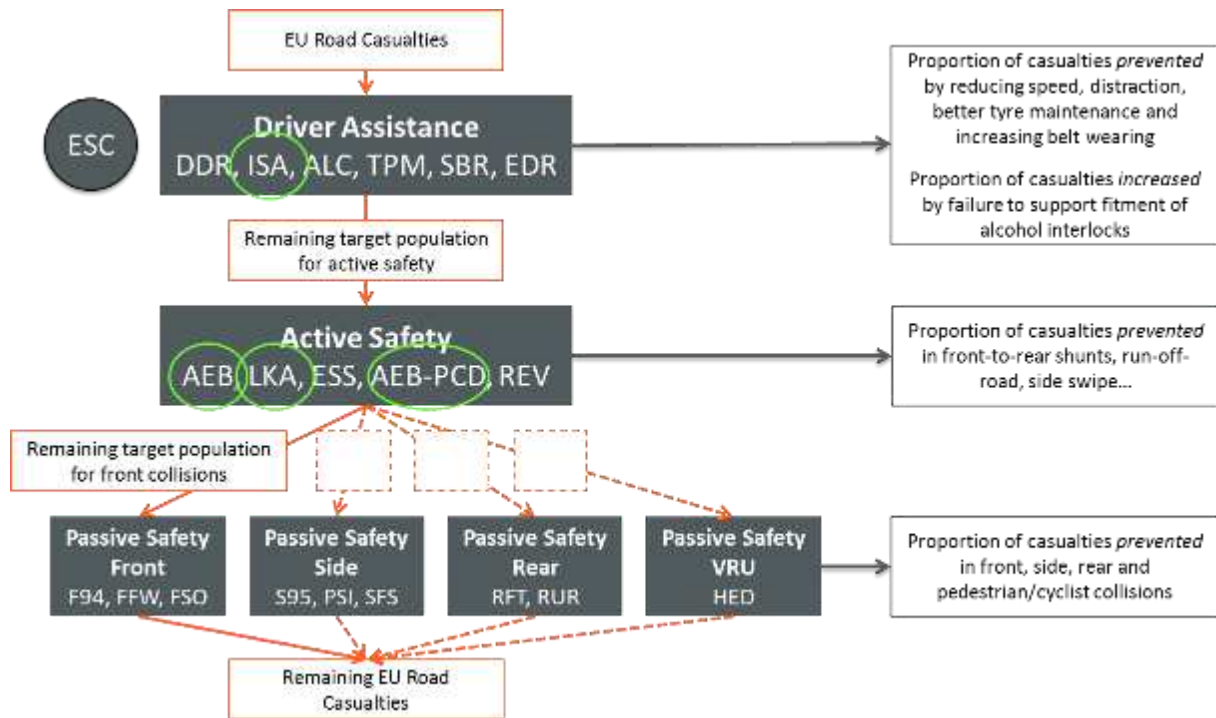 EU Road Casualties
ESC
Driver Assistance
DDR, ISA, ALC, TPM, SBR, EDR
Proportion of casualties prevented
by reducing speed, distraction,
better tyre maintenance and
increasing belt wearing
Proportion of casualties increased
by failure to support fitment of
alcohol interlocks
Remaining target population
for active safety
Active Safety
AEB, LKA, ESS, AEB-PCD, REV
Proportion of casualties prevented
in front-to-rear shunts, run-off-
road, side swipe...
Remaining target population
for front collisions
Passive Safety
Front
F94, FFW, FSO
Passive Safety
Side
S95, PSI, SFS
Passive Safety
Rear
RFT, RUR
Passive Safety
VRU
HED
Proportion of casualties prevented
in front, side, rear and
pedestrian/cyclist collisions
Remaining EU Road
Casualties